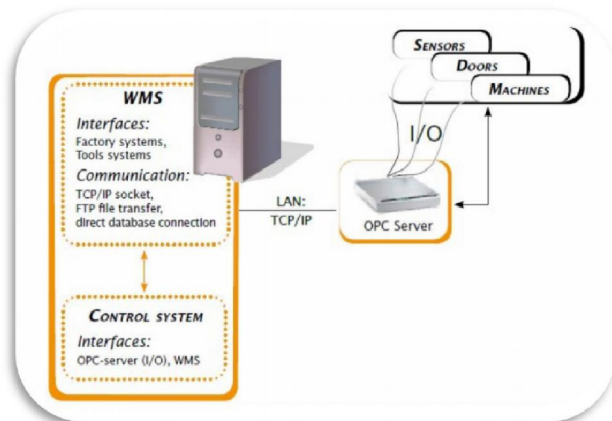 WMS
Interfaces:
Factory systems,
Tools systems
Communication:
TCP/IP socket,
FTP file transfer,
direct database connection
CONTROL SYSTEM
Interfaces:
OPC-server (I/O), WMS
LAN:
TCP/IP
SENSORS
DOORS
MACHINES
I/O
OPC Server